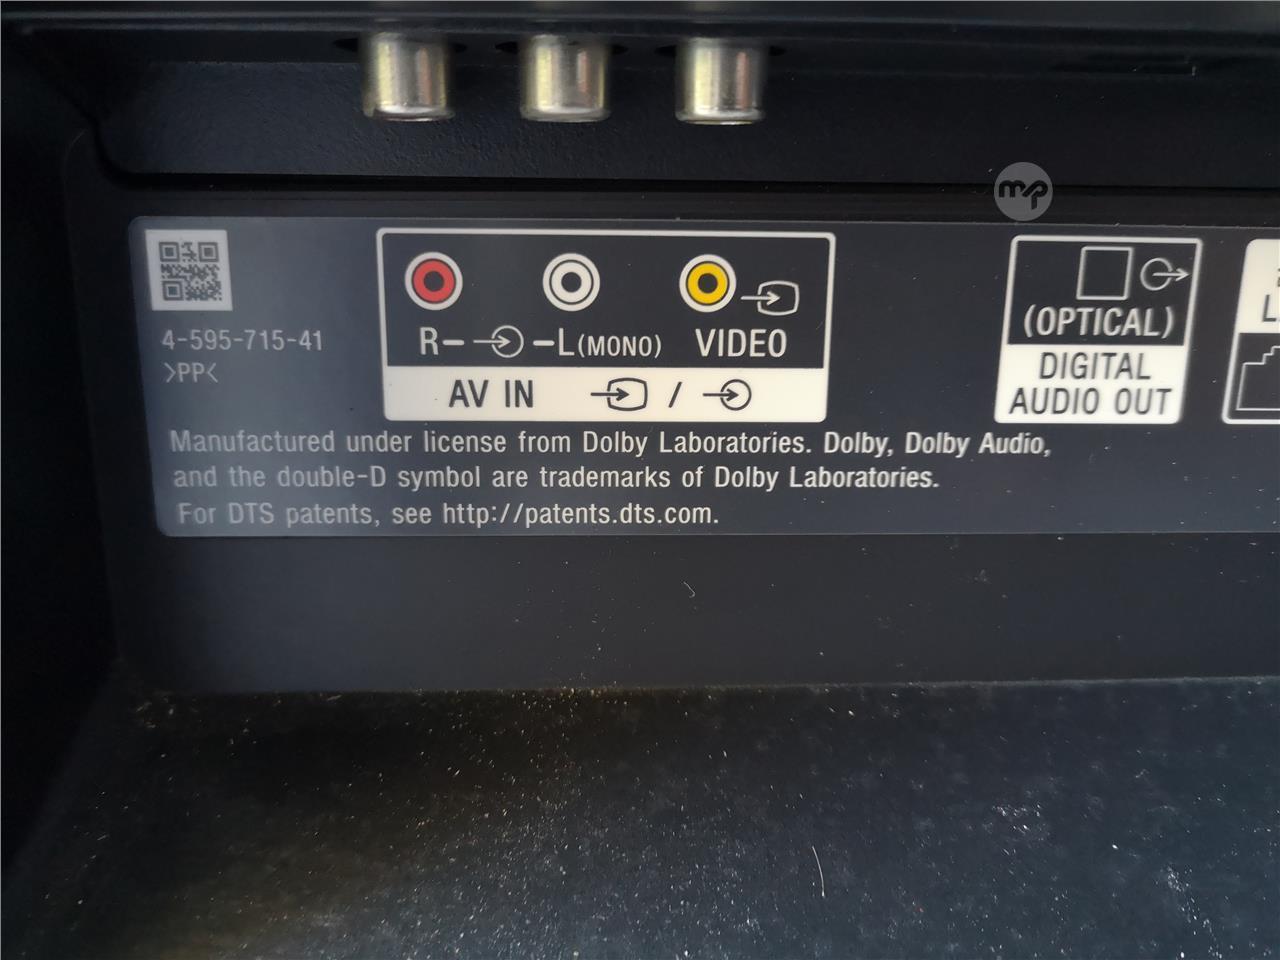 mp
4-595-715-41
>PP<
R L(MONO) VIDEO
AV IN /
(OPTICAL)
DIGITAL
AUDIO OUT
Manufactured under license from Dolby Laboratories. Dolby, Dolby Audio,
and the double-D symbol are trademarks of Dolby Laboratories.
For DTS patents, see http://patents.dts.com.